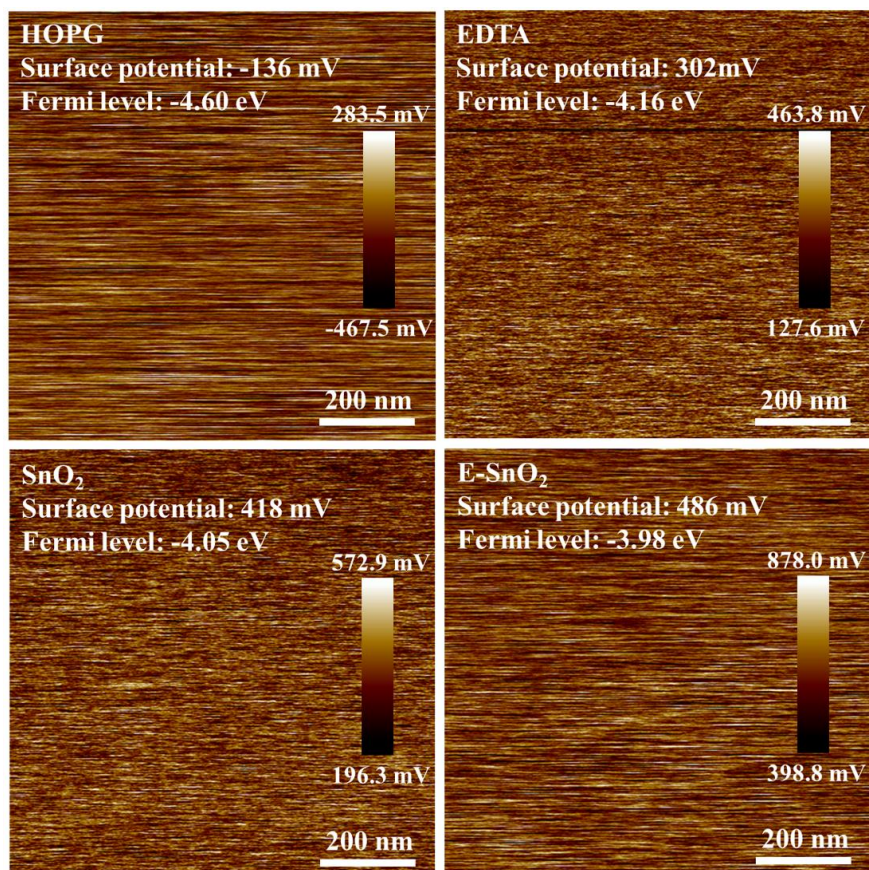 HOPG
Surface potential: -136 mV
Fermi level: -4.60 eV
283.5 mV
-467.5 mV
200 nm
EDTA
Surface potential: 302mV
Fermi level: -4.16 eV
463.8 mV
127.6 mV
200 nm
SnO₂
Surface potential: 418 mV
Fermi level: -4.05 eV
572.9 mV
196.3 mV
200 nm
E-SnO₂
Surface potential: 486 mV
Fermi level: -3.98 eV
878.0 mV
398.8 mV
200 nm